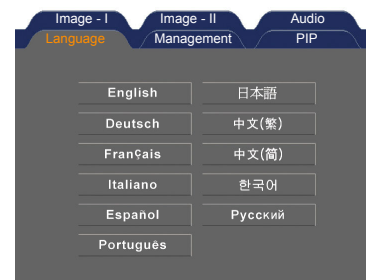 Image - I Image - II Audio
Language Management PIP
English 日本語
Deutsch 中文(繁)
Français 中文(简)
Italiano 한국어
Español Русский
Português